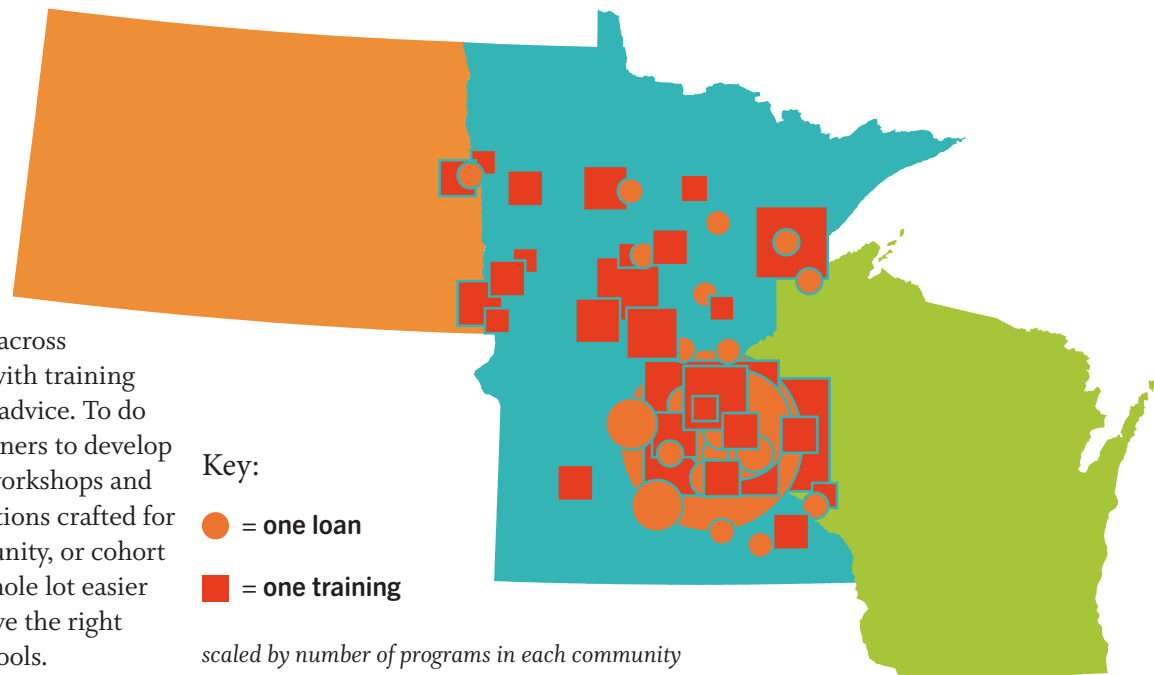 across
with training
advice. To do
ners to develop
workshops and
tions crafted for
unity, or cohort
hole lot easier
ve the right
ools.
Key:
= one loan
= one training
scaled by number of programs in each community